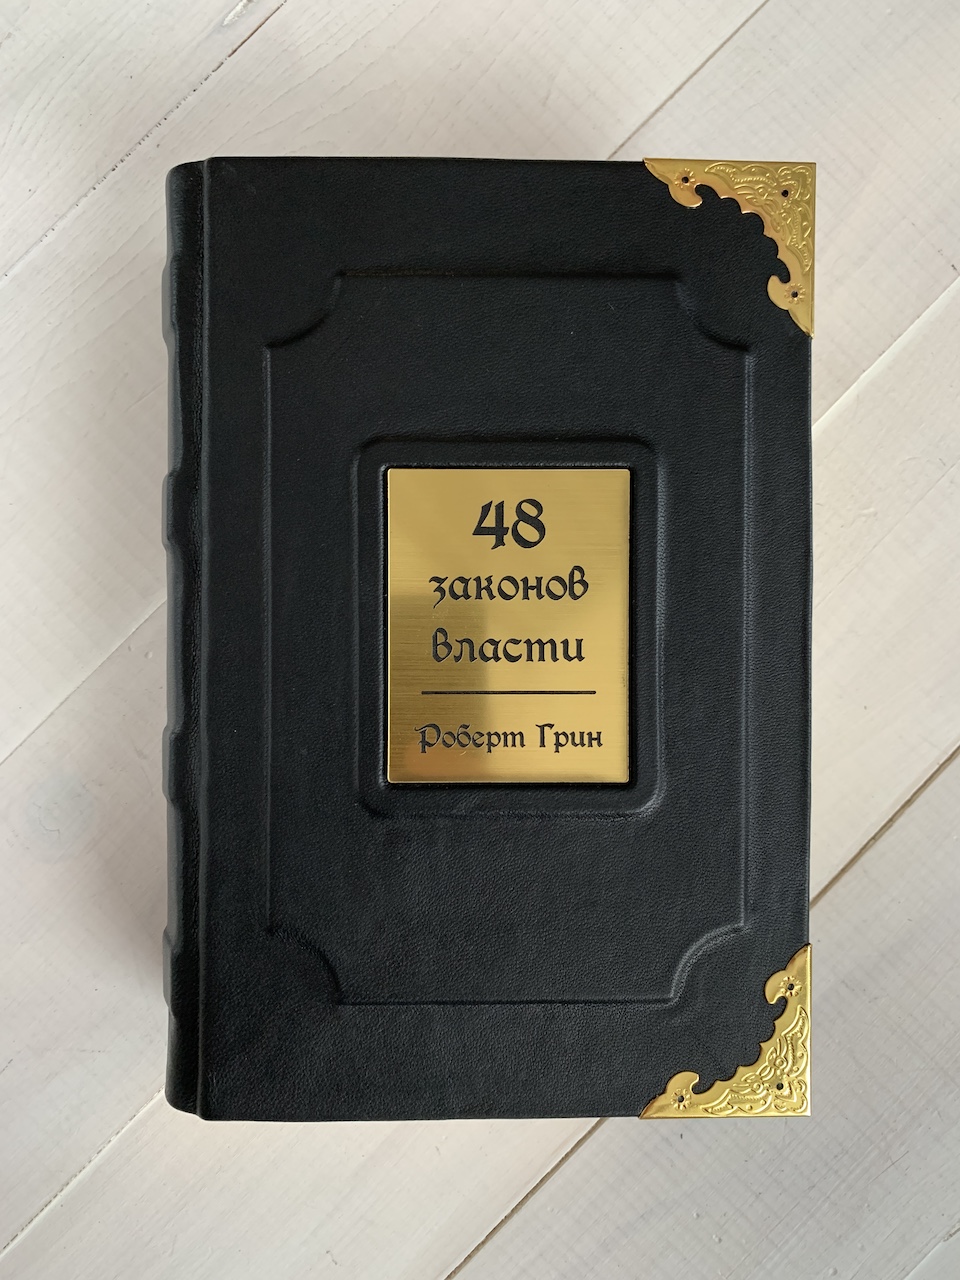 48
законов
власти
Роберт Грин